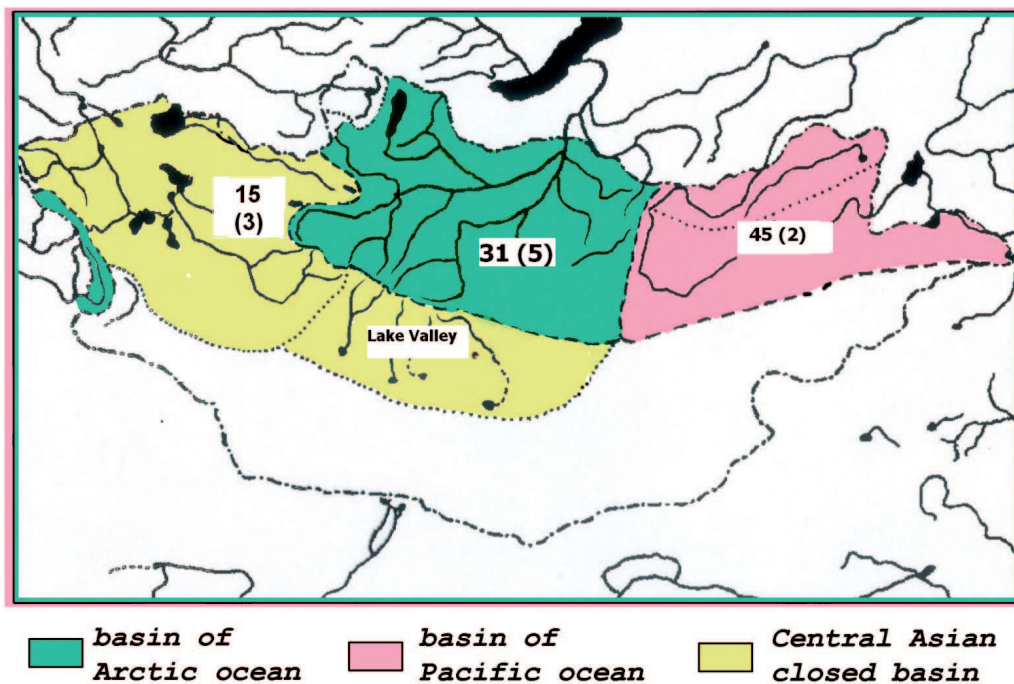 15
(3)
31 (5)
45 (2)
Lake Valley
basin of
Arctic ocean
basin of
Pacific ocean
Central Asian
closed basin